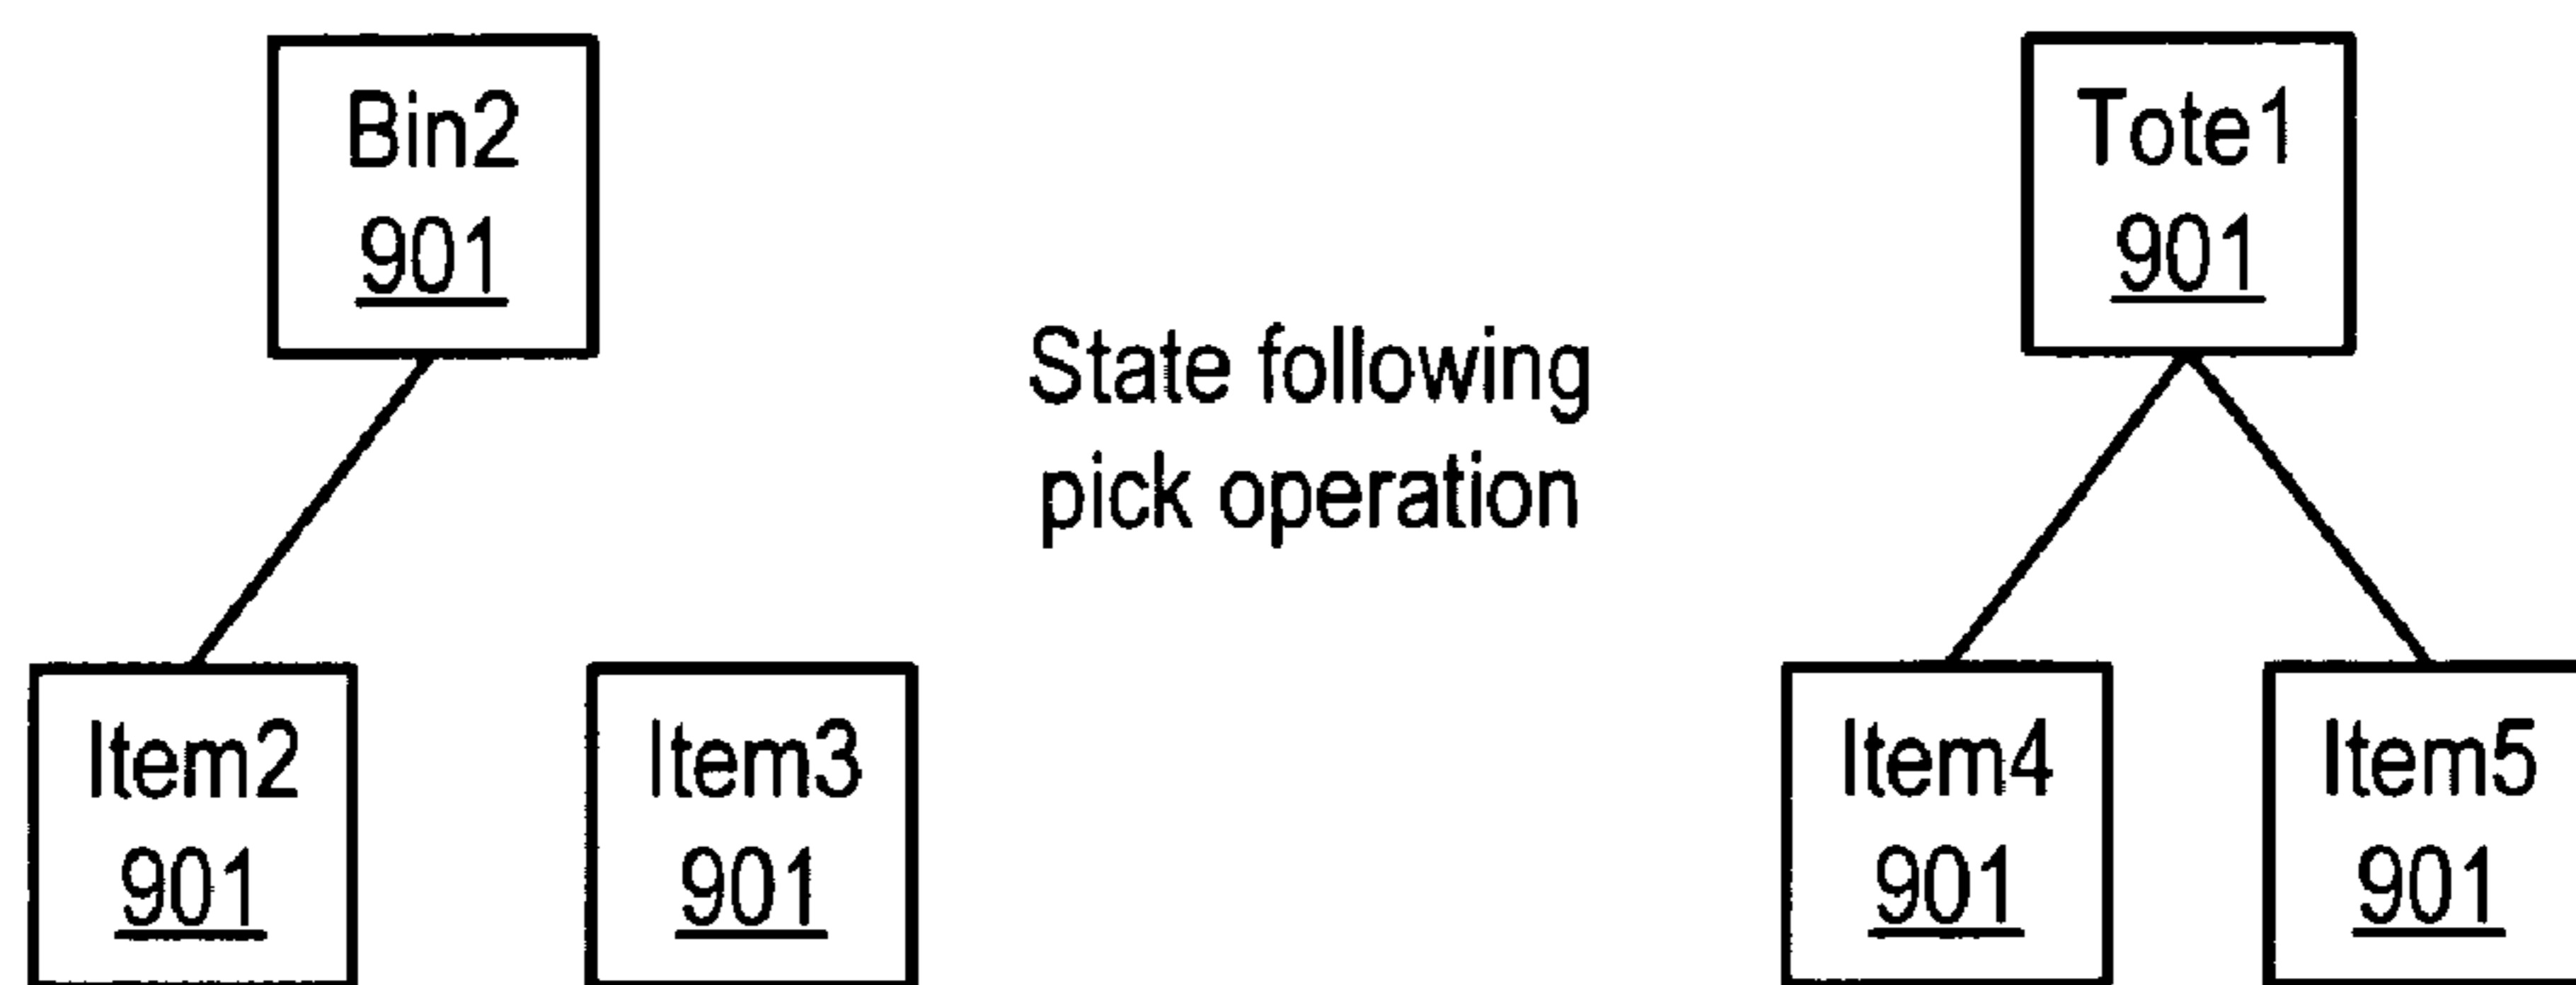 Bin2
901
Tote1
901
State following
pick operation
Item2
901
Item3
901
Item4
901
Item5
901